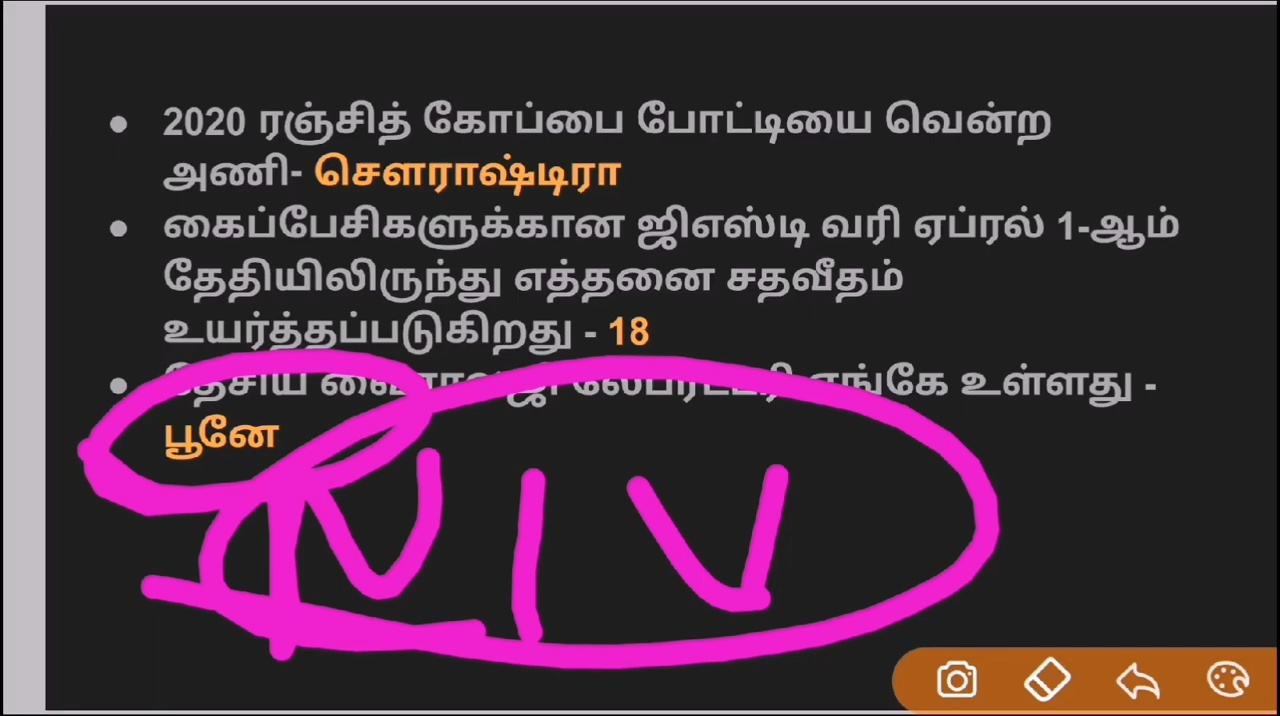 • 2020 ரஞ்சித் கோப்பை போட்டியை வென்ற
அணி- சௌராஷ்டிரா
• கைப்பேசிகளுக்கான ஜிஎஸ்டி வரி ஏப்ரல் 1-ஆம்
தேதியிலிருந்து எத்தனை சதவீதம்
உயர்த்தப்படுகிறது - 18
• தேசிய எங்கே உள்ளது -
பூனே
NIV